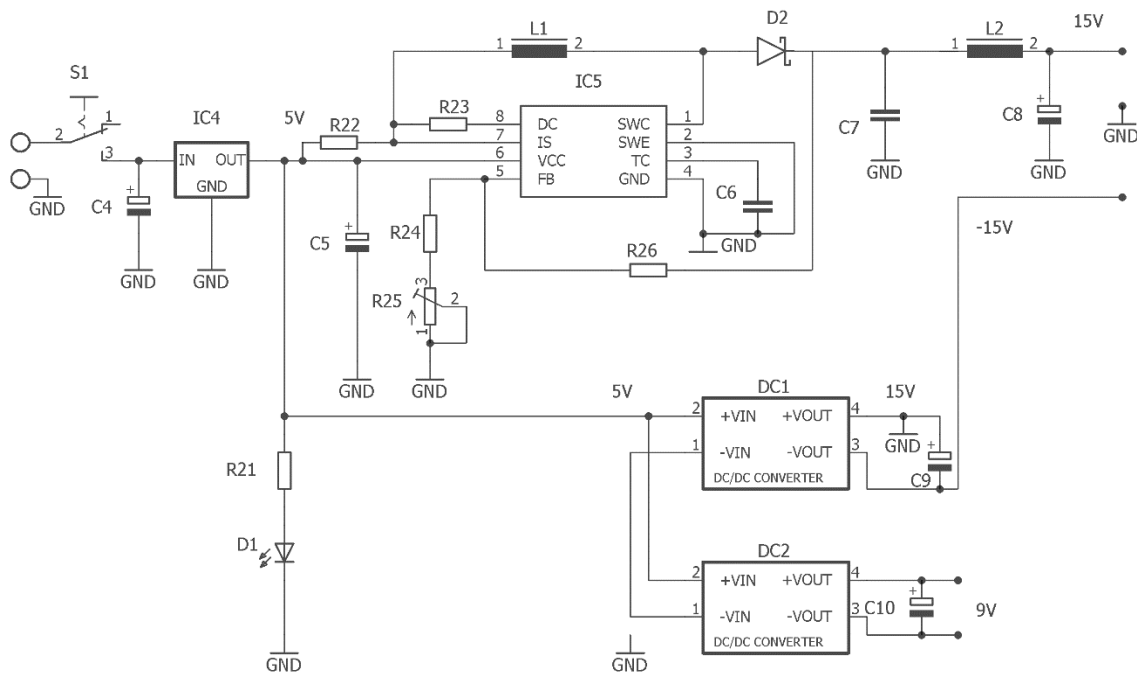 D2
L1
L2
15V
1
2
1
2
S1
IC5
IC4
5V
R22
R23
8
DC
SWC
1
7
IS
SWE
2
6
VCC
TC
3
5
FB
GND
4
1
2
3
IN
OUT
GND
C7
+
C8
GND
GND
+
C4
GND
GND
GND
+
C5
R24
C6
GND
R26
GND
GND
-15V
3
R25
2
1
GND
GND
5V
DC1
15V
2
+VIN
+VOUT
4
GND
1
-VIN
-VOUT
3
+
DC/DC CONVERTER
C9
R21
D1
DC2
2
+VIN
+VOUT
4
+
1
-VIN
-VOUT
3
C10
9V
DC/DC CONVERTER
GND
GND